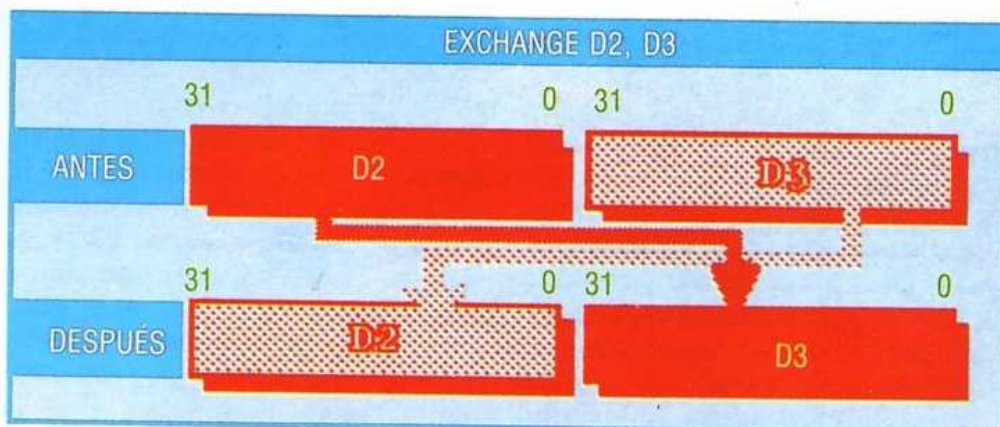 EXCHANGE D2, D3
31 0 31 0
ANTES D2 D3
31 0 31 0
DESPUÉS D2 D3